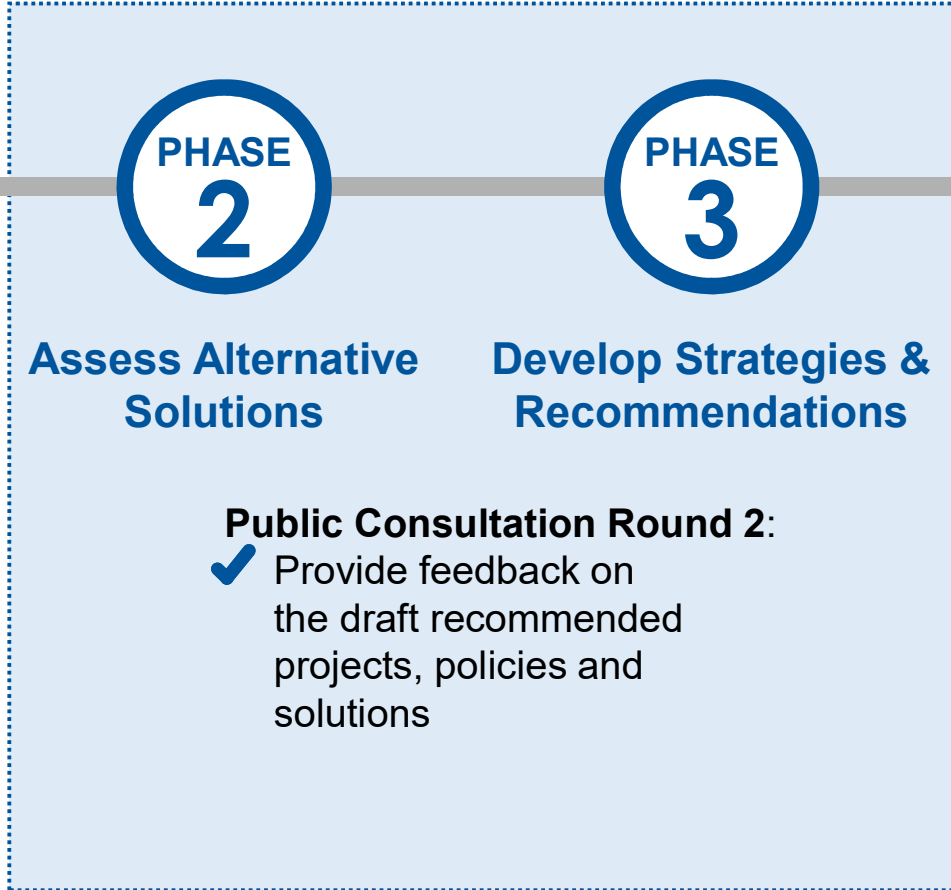 PHASE
2
Assess Alternative
Solutions
PHASE
3
Develop Strategies &
Recommendations
Public Consultation Round 2:
Provide feedback on
the draft recommended
projects, policies and
solutions